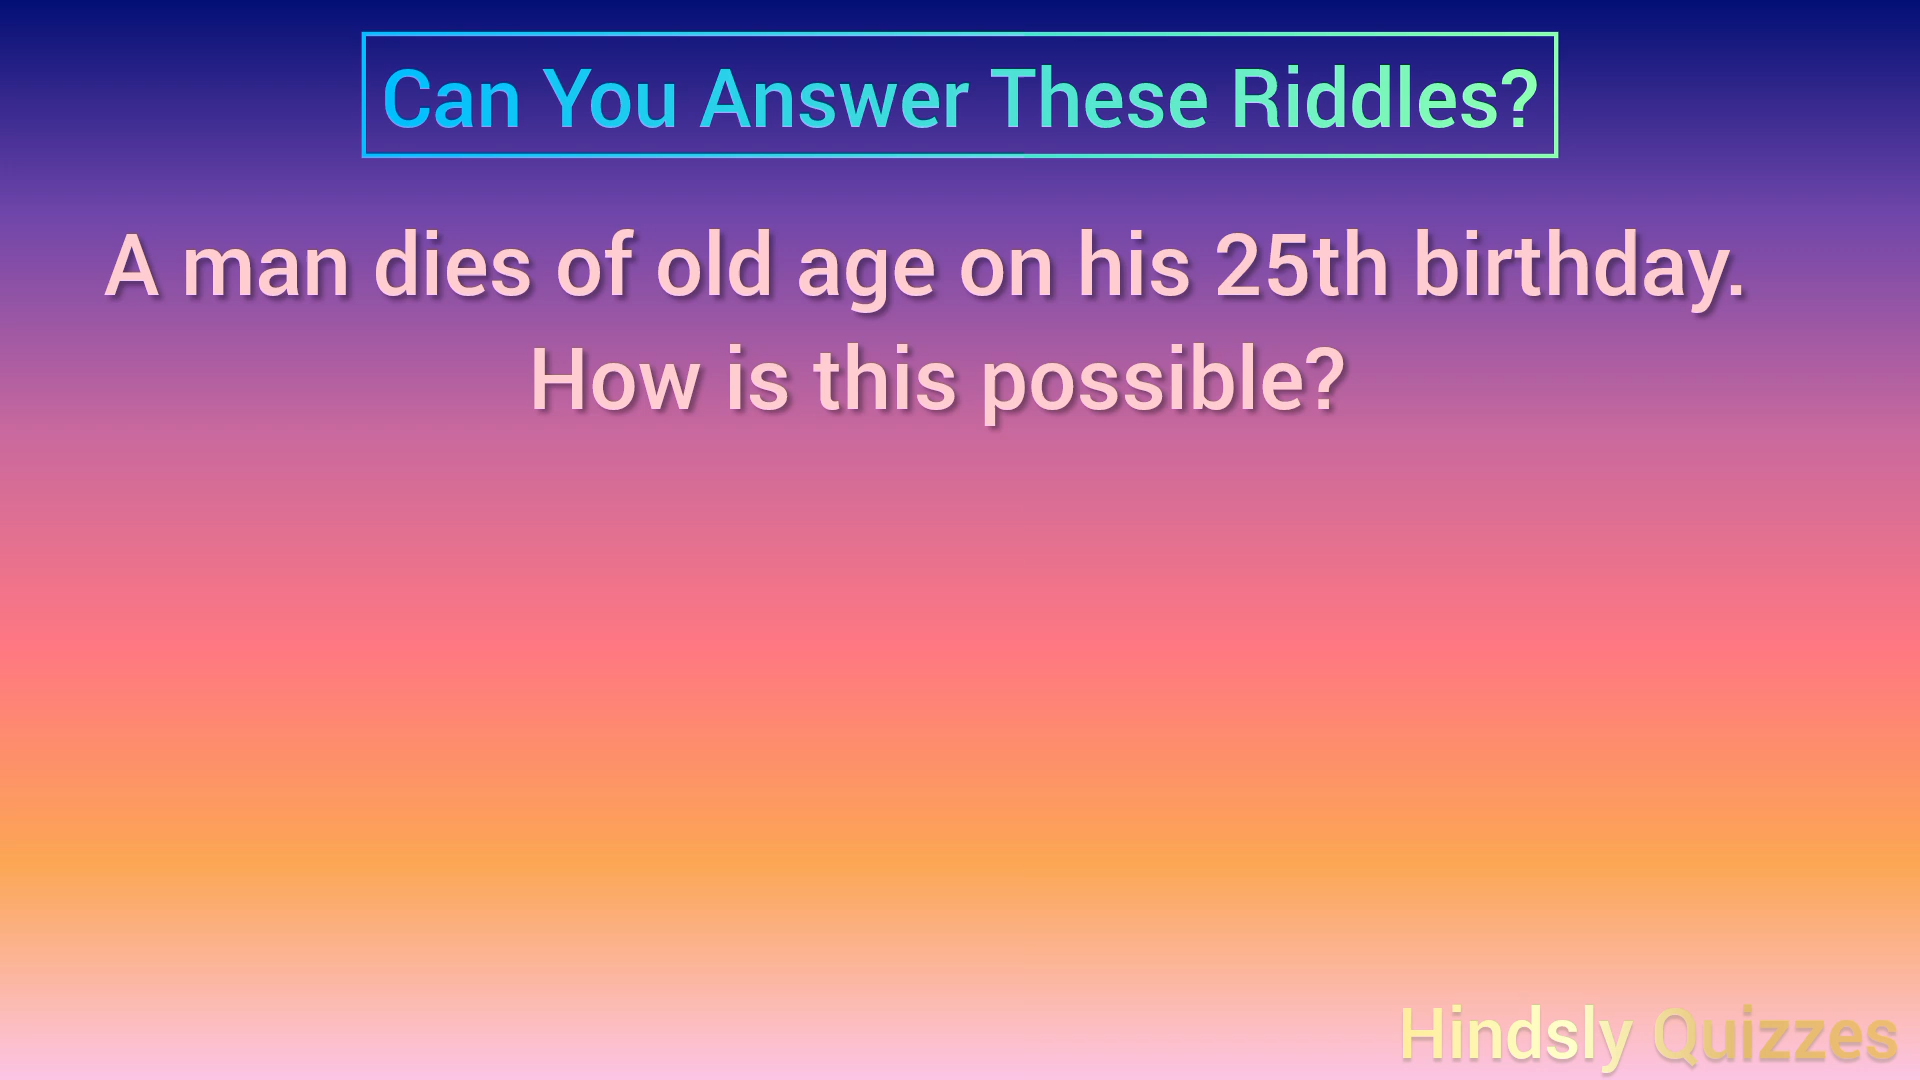 Can You Answer These Riddles?
A man dies of old age on his 25th birthday.
How is this possible?
Hindsly Quizzes